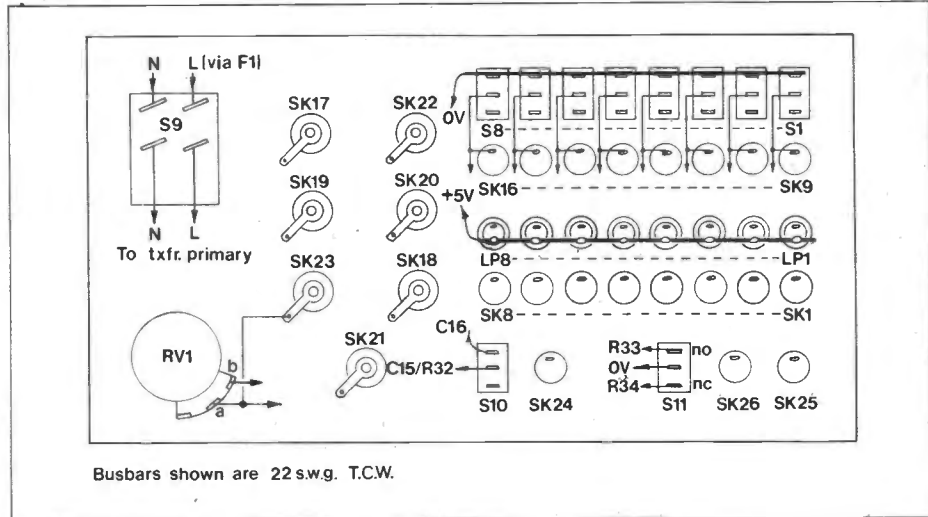 N L (via F1)
S9
N L
To txfr. primary
SK17 SK22
SK19 SK20
SK23 SK18
SK21
RV1
b
a
0V
S8 S1
SK16 SK9
+5V
LP8 LP1
SK8 SK1
C16
C15/R32
S10 SK24
R33 no
0V
R34 nc
S11 SK26 SK25
Busbars shown are 22 s.w.g. T.C.W.